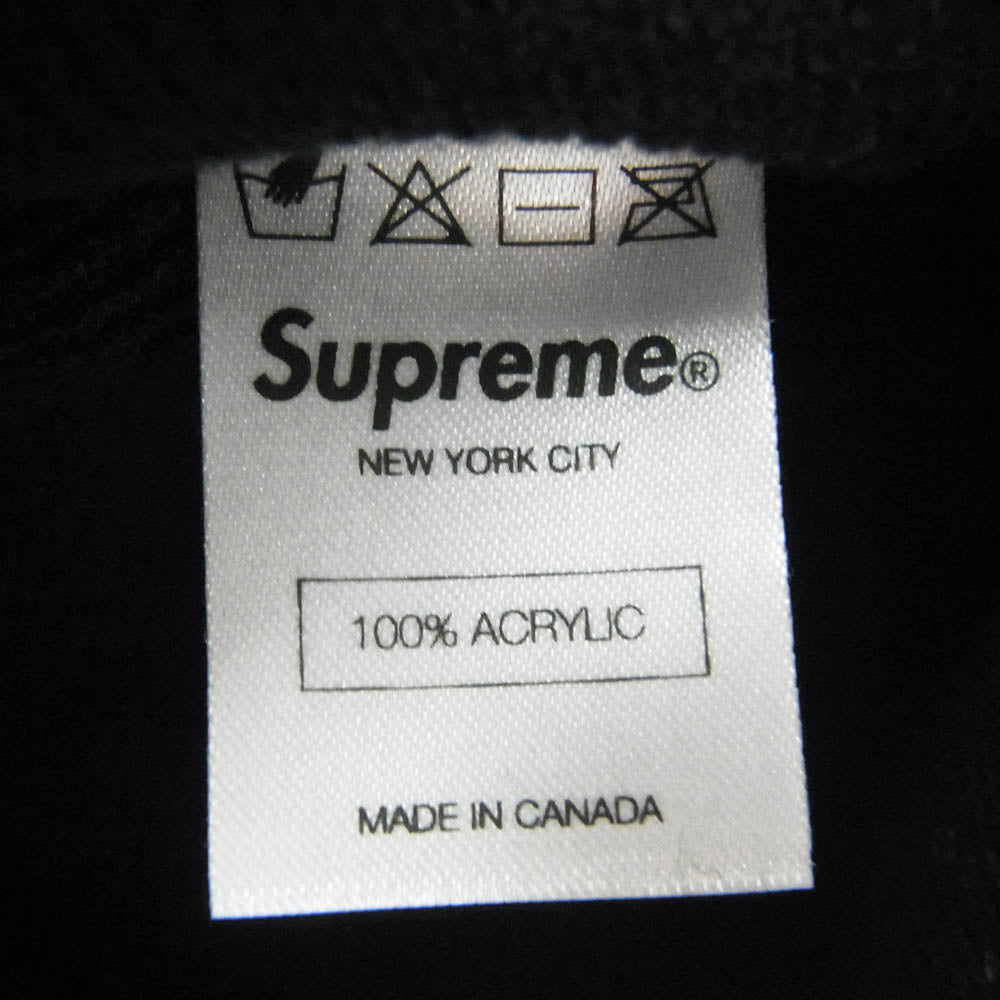 Supreme®
NEW YORK CITY
100% ACRYLIC
MADE IN CANADA